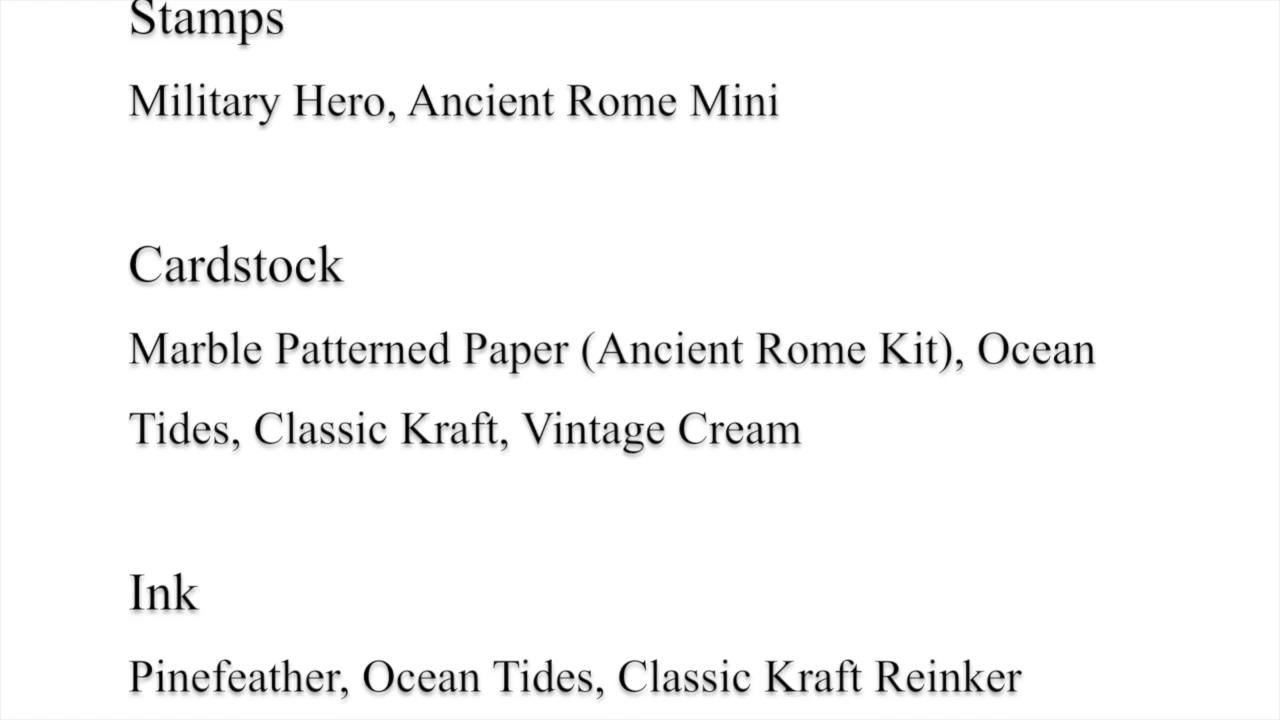 Stamps
Military Hero, Ancient Rome Mini
Cardstock
Marble Patterned Paper (Ancient Rome Kit), Ocean
Tides, Classic Kraft, Vintage Cream
Ink
Pinefeather, Ocean Tides, Classic Kraft Reinker